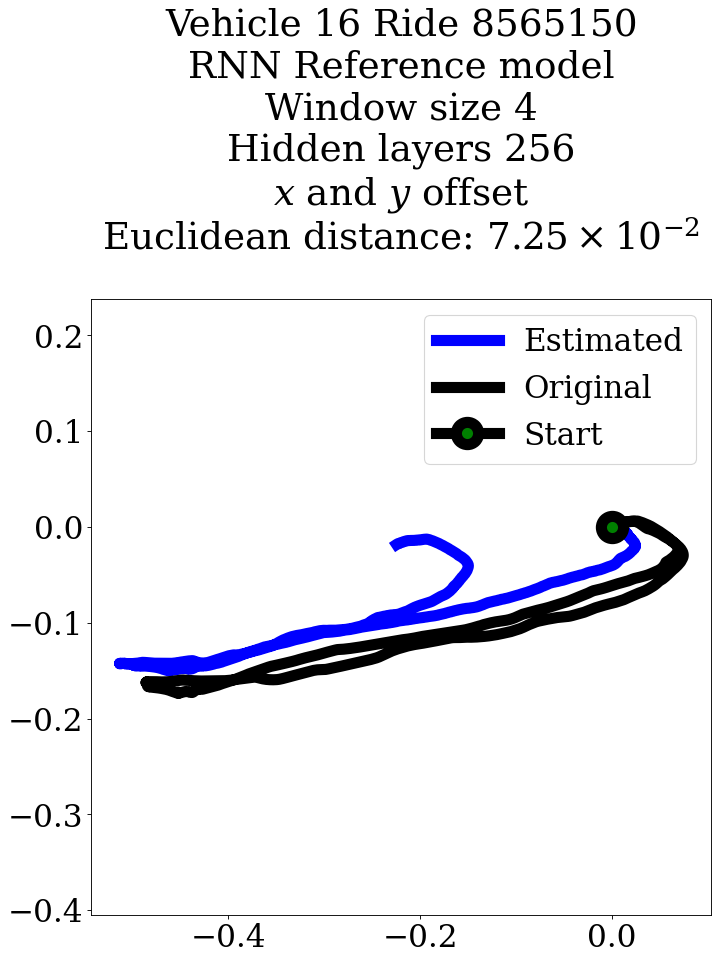 Vehicle 16 Ride 8565150
RNN Reference model
Window size 4
Hidden layers 256
x and y offset
Euclidean distance: 7.25 × 10⁻²
Estimated
Original
Start
0.2
0.1
0.0
−0.1
−0.2
−0.3
−0.4
−0.4 −0.2 0.0